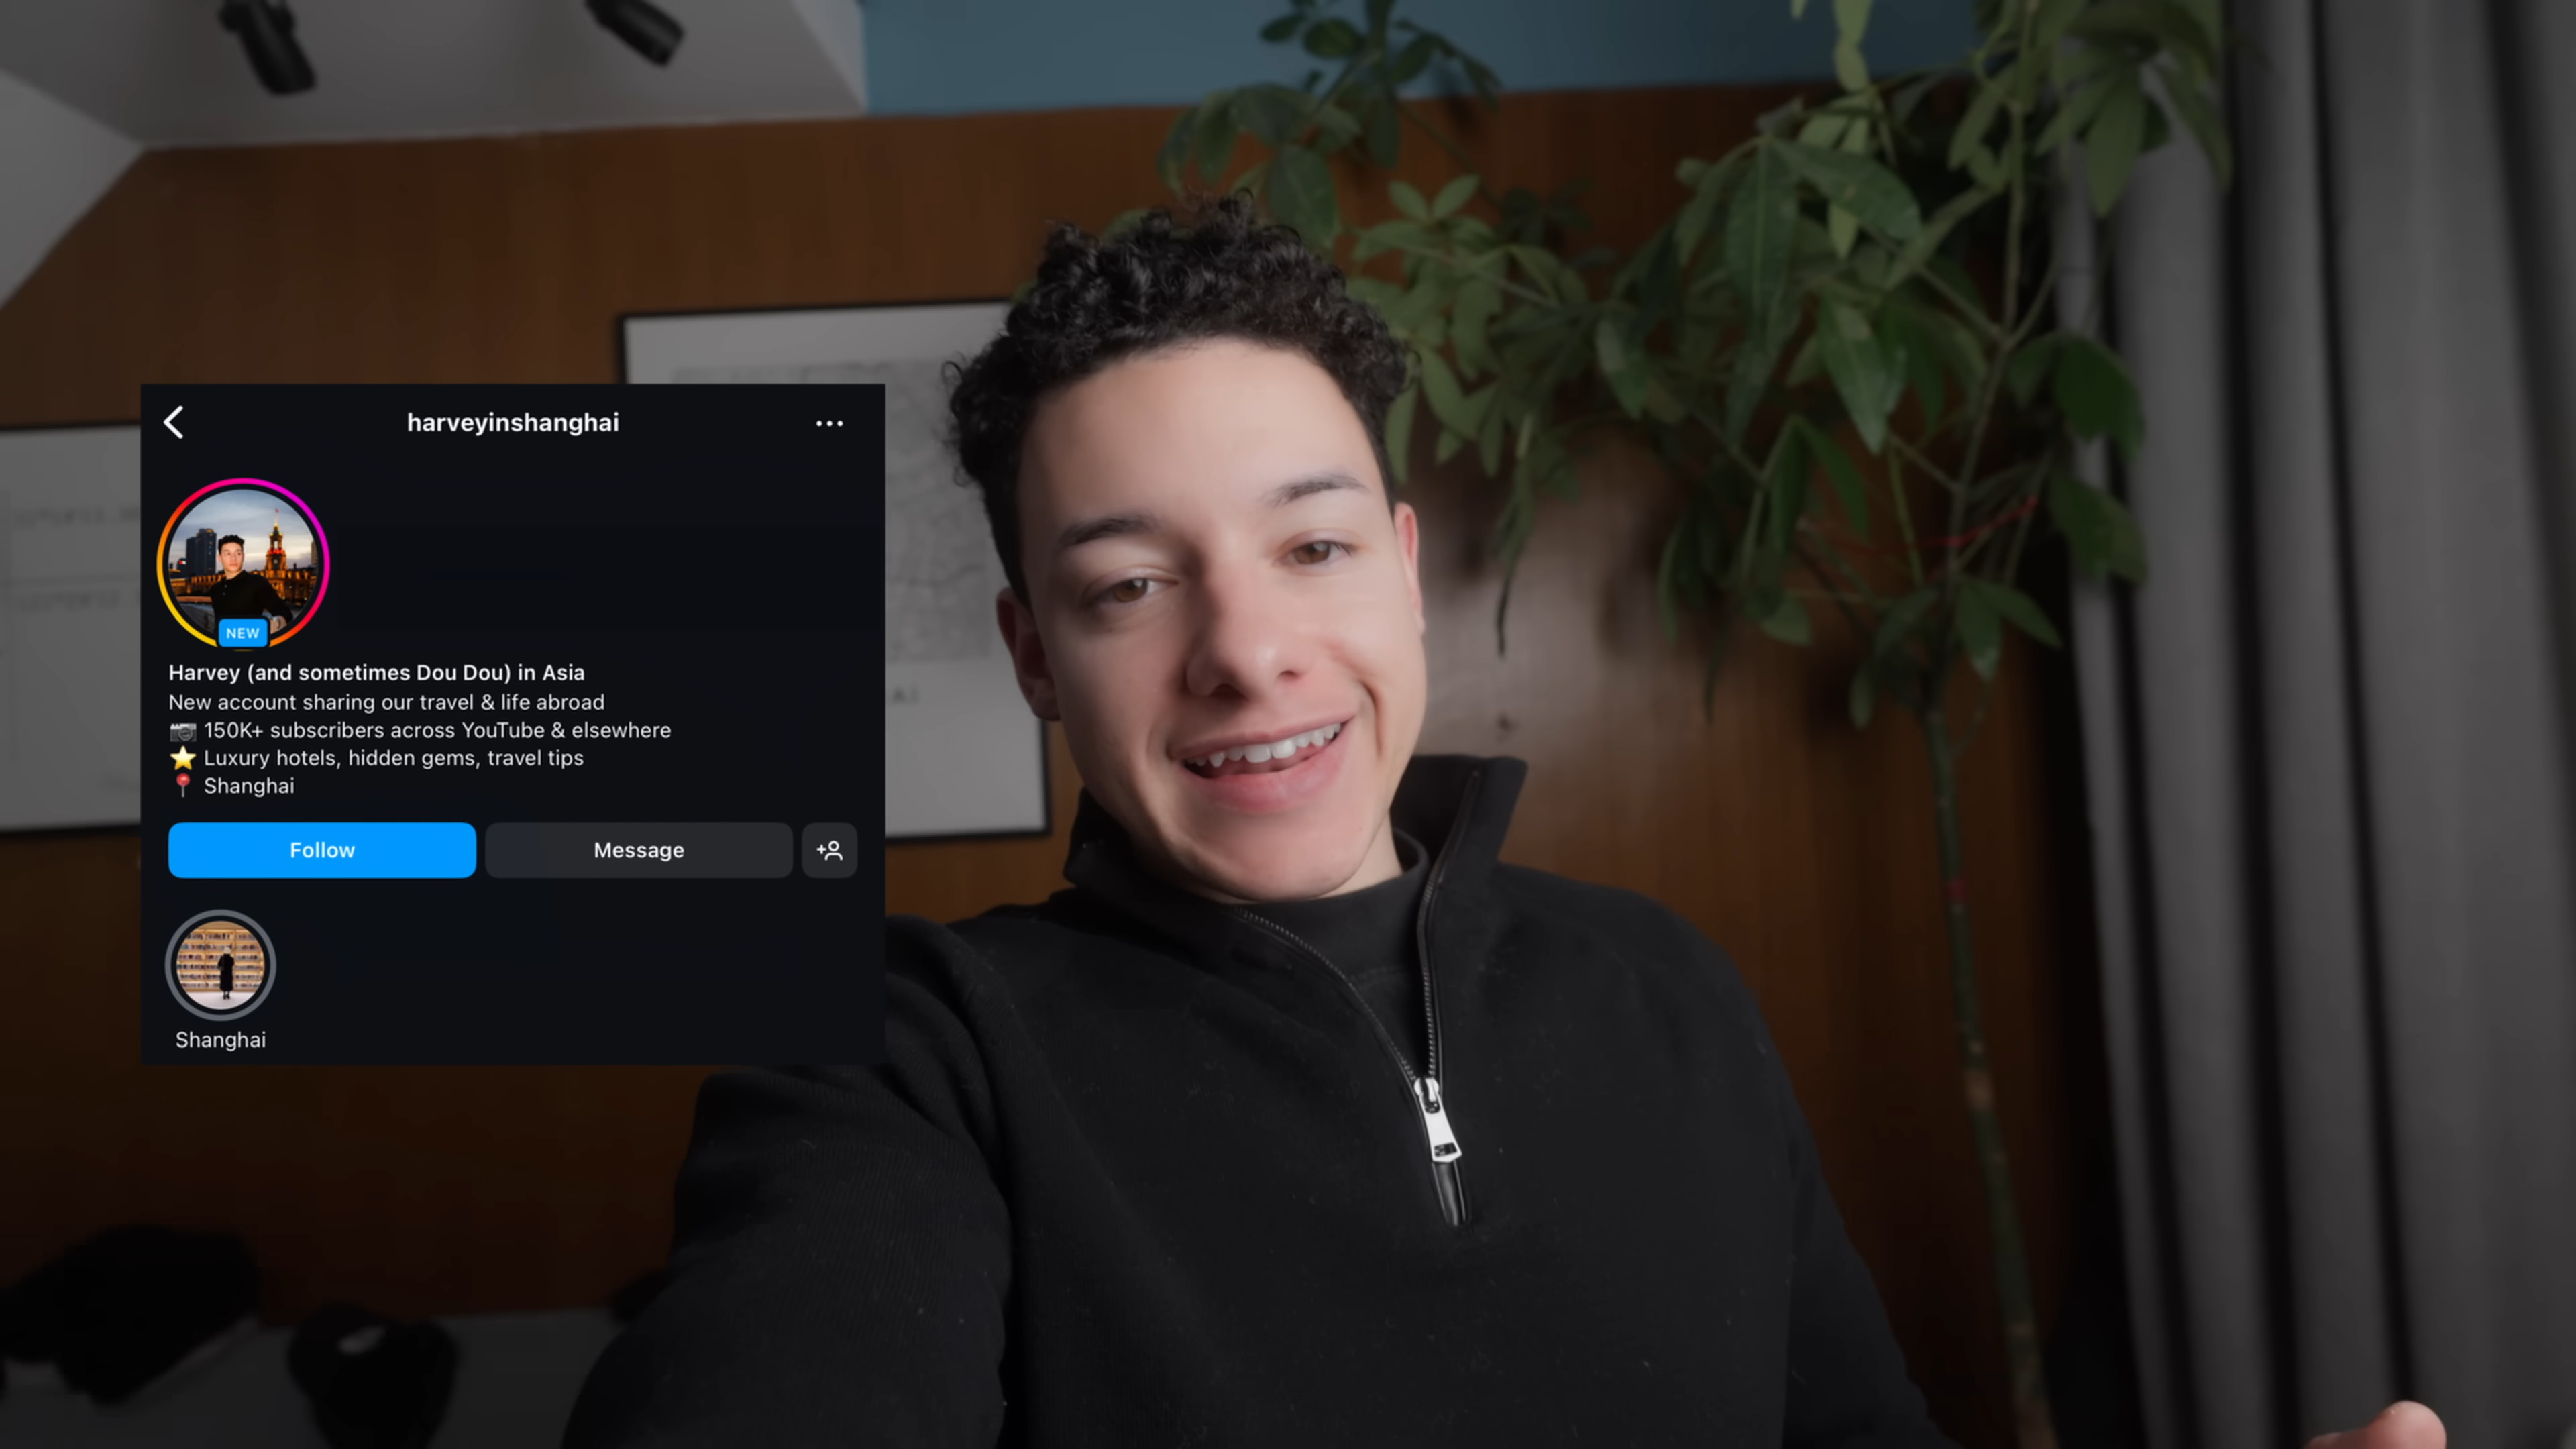 harveyinshanghai
NEW
Harvey (and sometimes Dou Dou) in Asia
New account sharing our travel & life abroad
📷 150K+ subscribers across YouTube & elsewhere
⭐ Luxury hotels, hidden gems, travel tips
📍 Shanghai
Follow
Message
Shanghai